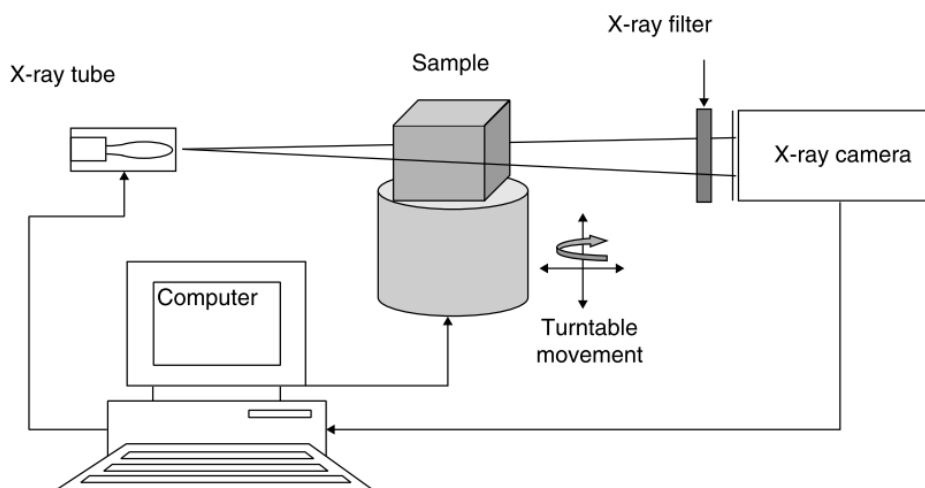 X-ray filter
Sample
X-ray tube
X-ray camera
Computer
Turntable
movement